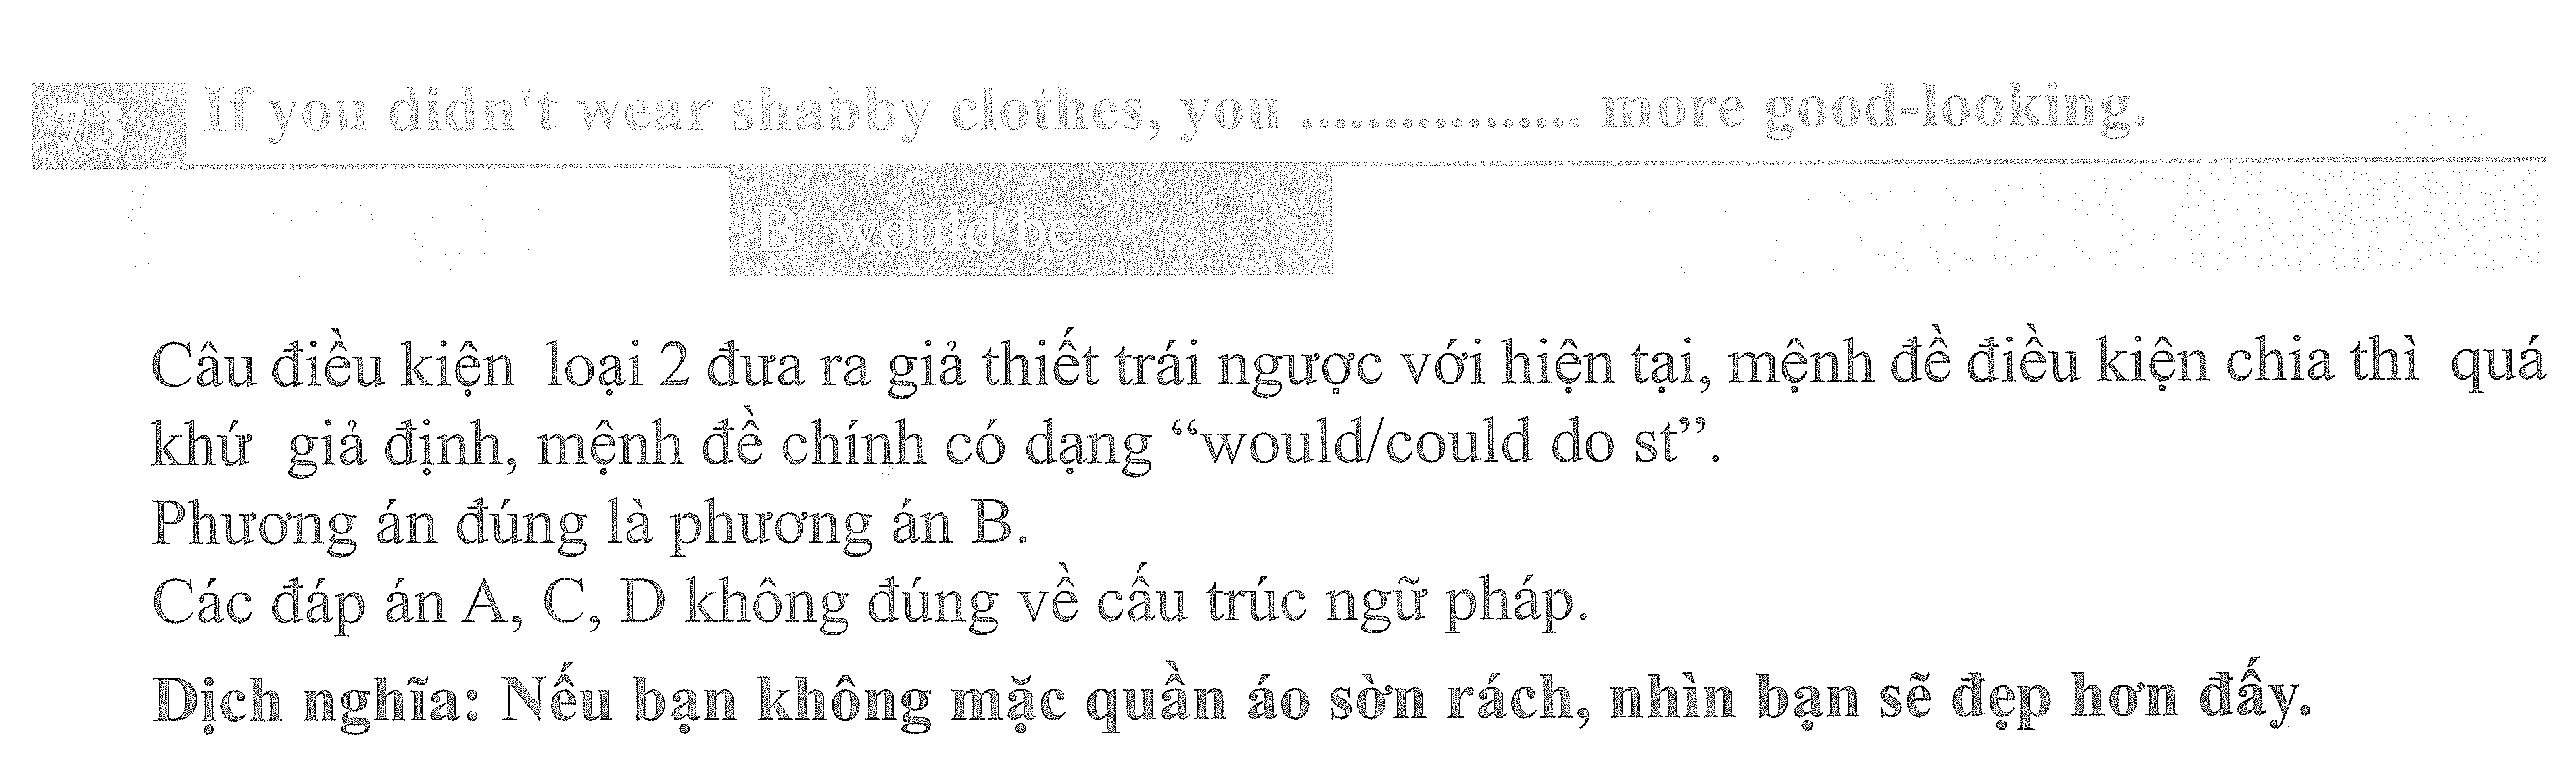 73 If you didn't wear shabby clothes, you ................ more good-looking.
B. would be
Câu điều kiện loại 2 đưa ra giả thiết trái ngược với hiện tại, mệnh đề điều kiện chia thì quá
khứ giả định, mệnh đề chính có dạng “would/could do st”.
Phương án đúng là phương án B.
Các đáp án A, C, D không đúng về cấu trúc ngữ pháp.
Dịch nghĩa: Nếu bạn không mặc quần áo sờn rách, nhìn bạn sẽ đẹp hơn đấy.